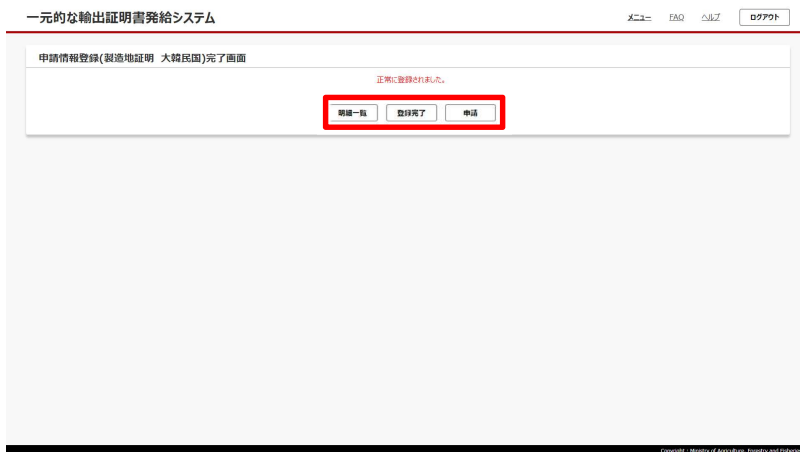 一元的な輸出証明書発給システム
メニュー FAQ ヘルプ ログアウト
申請情報登録(製造地証明 大韓民国)完了画面
正常に登録されました。
明細一覧 登録完了 申請
Copyright : Ministry of Agriculture, Forestry and Fisheries